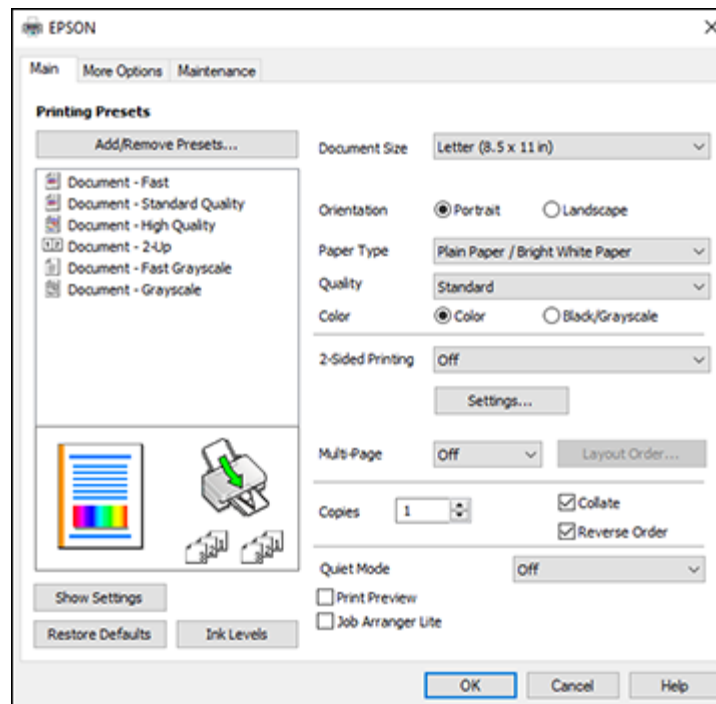 EPSON
Main More Options Maintenance
Printing Presets
Add/Remove Presets...
Document - Fast
Document - Standard Quality
Document - High Quality
Document - 2-Up
Document - Fast Grayscale
Document - Grayscale
Show Settings
Restore Defaults Ink Levels
Document Size Letter (8.5 x 11 in)
Orientation Portrait Landscape
Paper Type Plain Paper / Bright White Paper
Quality Standard
Color Color Black/Grayscale
2-Sided Printing Off
Settings...
Multi-Page Off Layout Order...
Copies 1 Collate
Reverse Order
Quiet Mode Off
Print Preview
Job Arranger Lite
OK Cancel Help